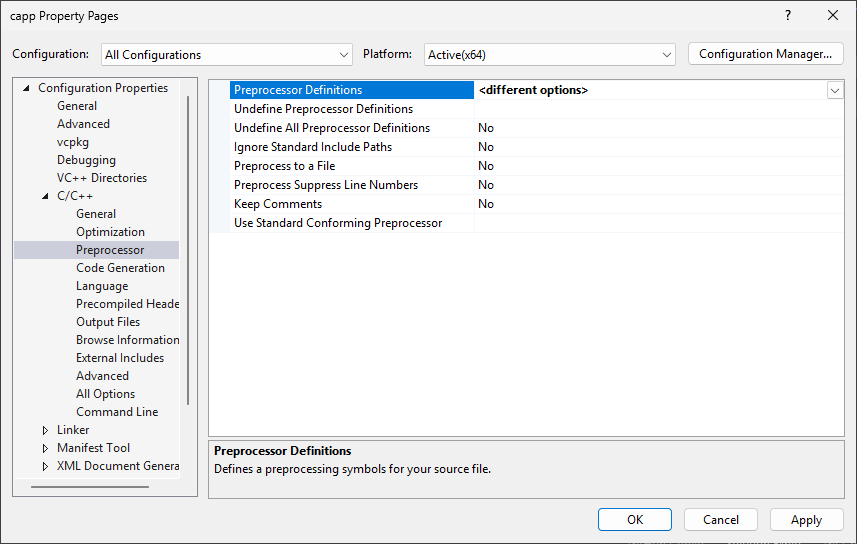 capp Property Pages
?
Configuration: All Configurations Platform: Active(x64) Configuration Manager...
Configuration Properties
General
Advanced
vcpkg
Debugging
VC++ Directories
C/C++
General
Optimization
Preprocessor
Code Generation
Language
Precompiled Heade
Output Files
Browse Information
External Includes
Advanced
All Options
Command Line
Linker
Manifest Tool
XML Document Genera
Preprocessor Definitions <different options>
Undefine Preprocessor Definitions
Undefine All Preprocessor Definitions No
Ignore Standard Include Paths No
Preprocess to a File No
Preprocess Suppress Line Numbers No
Keep Comments No
Use Standard Conforming Preprocessor
Preprocessor Definitions
Defines a preprocessing symbols for your source file.
OK Cancel Apply